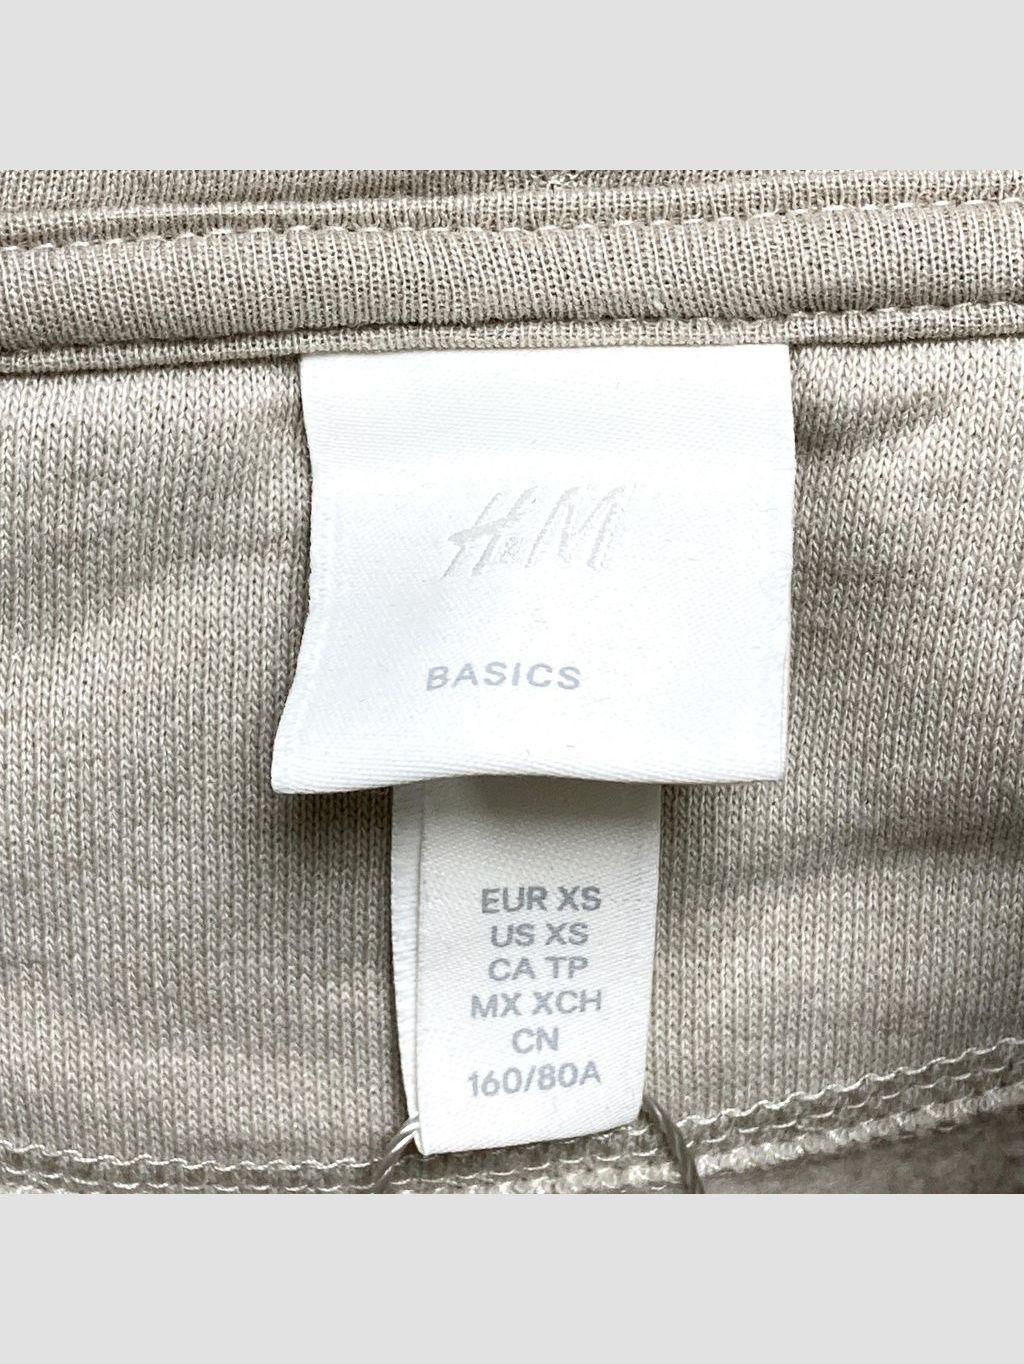 H&M
BASICS
EUR XS
US XS
CA TP
MX XCH
CN
160/80A